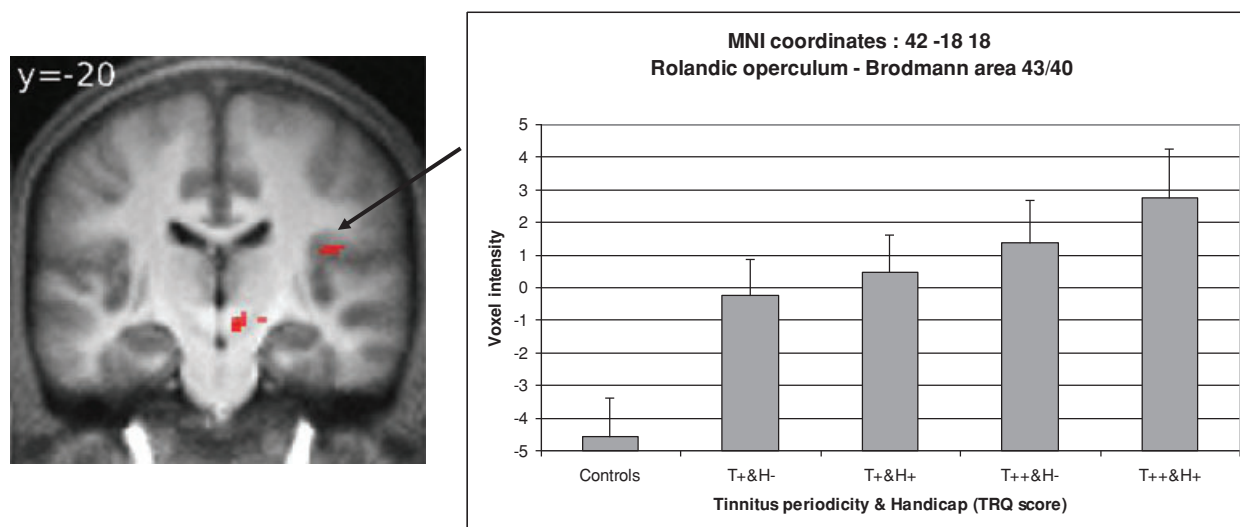 y=-20
MNI coordinates : 42 -18 18
Rolandic operculum - Brodmann area 43/40
Voxel intensity
5
4
3
2
1
0
-1
-2
-3
-4
-5
Controls T+&H- T+&H+ T++&H- T++&H+
Tinnitus periodicity & Handicap (TRQ score)